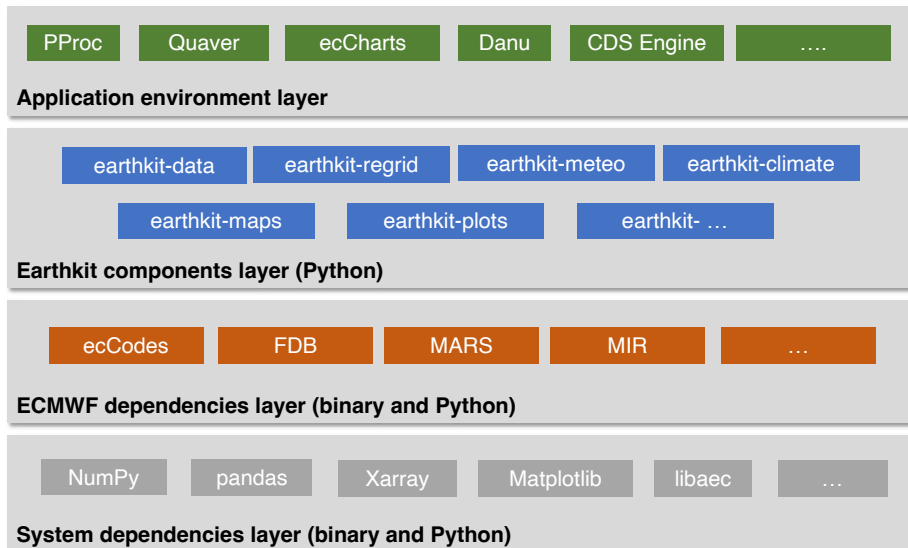 PProc Quaver ecCharts Danu CDS Engine ….
Application environment layer
earthkit-data earthkit-regrid earthkit-meteo earthkit-climate
earthkit-maps earthkit-plots earthkit- …
Earthkit components layer (Python)
ecCodes FDB MARS MIR …
ECMWF dependencies layer (binary and Python)
NumPy pandas Xarray Matplotlib libaec …
System dependencies layer (binary and Python)